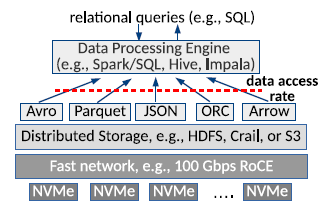 relational queries (e.g., SQL)
Data Processing Engine
(e.g., Spark/SQL, Hive, Impala)
data access
rate
Avro Parquet JSON ORC Arrow
Distributed Storage, e.g., HDFS, Crail, or S3
Fast network, e.g., 100 Gbps RoCE
NVMe NVMe NVMe .... NVMe